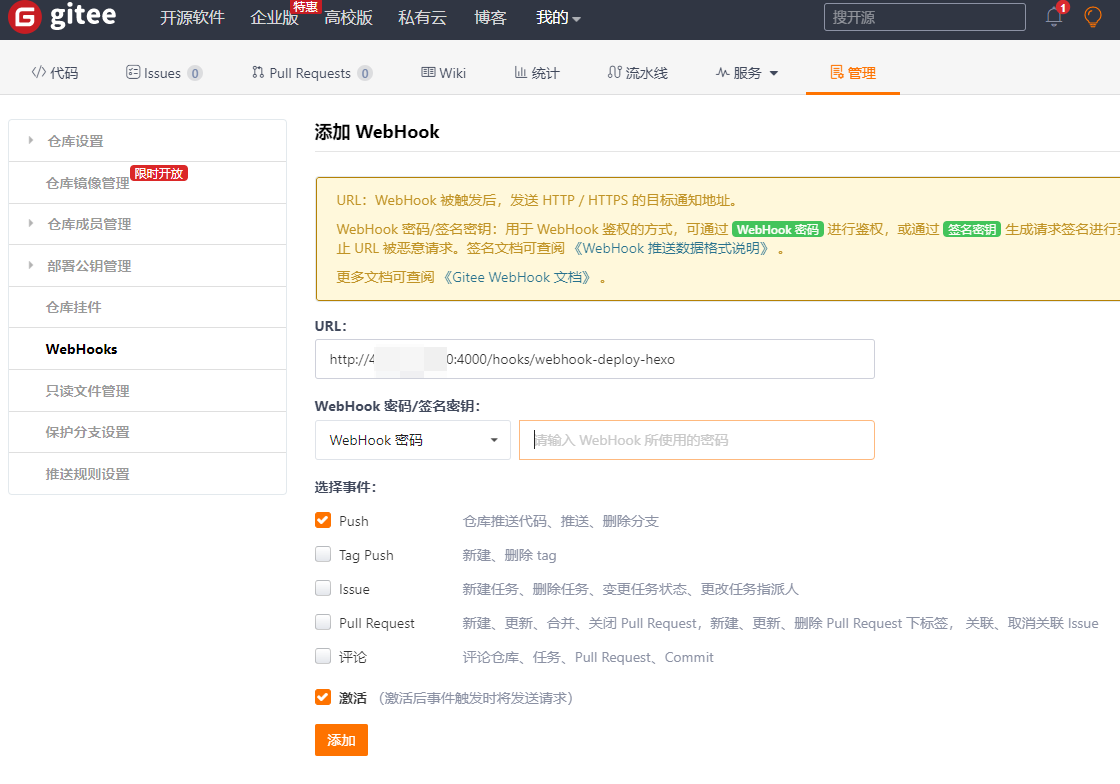 gitee
开源软件 企业版 特惠 高校版 私有云 博客 我的 搜开源 1
代码 Issues 0 Pull Requests 0 Wiki 统计 流水线 服务 管理
仓库设置
仓库镜像管理 限时开放
仓库成员管理
部署公钥管理
仓库挂件
WebHooks
只读文件管理
保护分支设置
推送规则设置
添加 WebHook
URL：WebHook 被触发后，发送 HTTP / HTTPS 的目标通知地址。
WebHook 密码/签名密钥：用于 WebHook 鉴权的方式，可通过 WebHook 密码 进行鉴权，或通过 签名密钥 生成请求签名进行
止 URL 被恶意请求。签名文档可查阅 《WebHook 推送数据格式说明》 。
更多文档可查阅 《Gitee WebHook 文档》 。
URL：
http://4 0:4000/hooks/webhook-deploy-hexo
WebHook 密码/签名密钥：
WebHook 密码 请输入 WebHook 所使用的密码
选择事件：
Push 仓库推送代码、推送、删除分支
Tag Push 新建、删除 tag
Issue 新建任务、删除任务、变更任务状态、更改任务指派人
Pull Request 新建、更新、合并、关闭 Pull Request，新建、更新、删除 Pull Request 下标签， 关联、取消关联 Issue
评论 评论仓库、任务、Pull Request、Commit
激活 （激活后事件触发时将发送请求）
添加